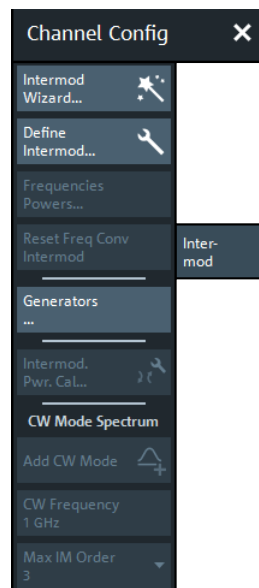 Channel Config
Intermod
Wizard...
Define
Intermod...
Frequencies
Powers...
Reset Freq Conv
Intermod
Inter-
mod
Generators
...
Intermod.
Pwr. Cal...
CW Mode Spectrum
Add CW Mode
CW Frequency
1 GHz
Max IM Order
3